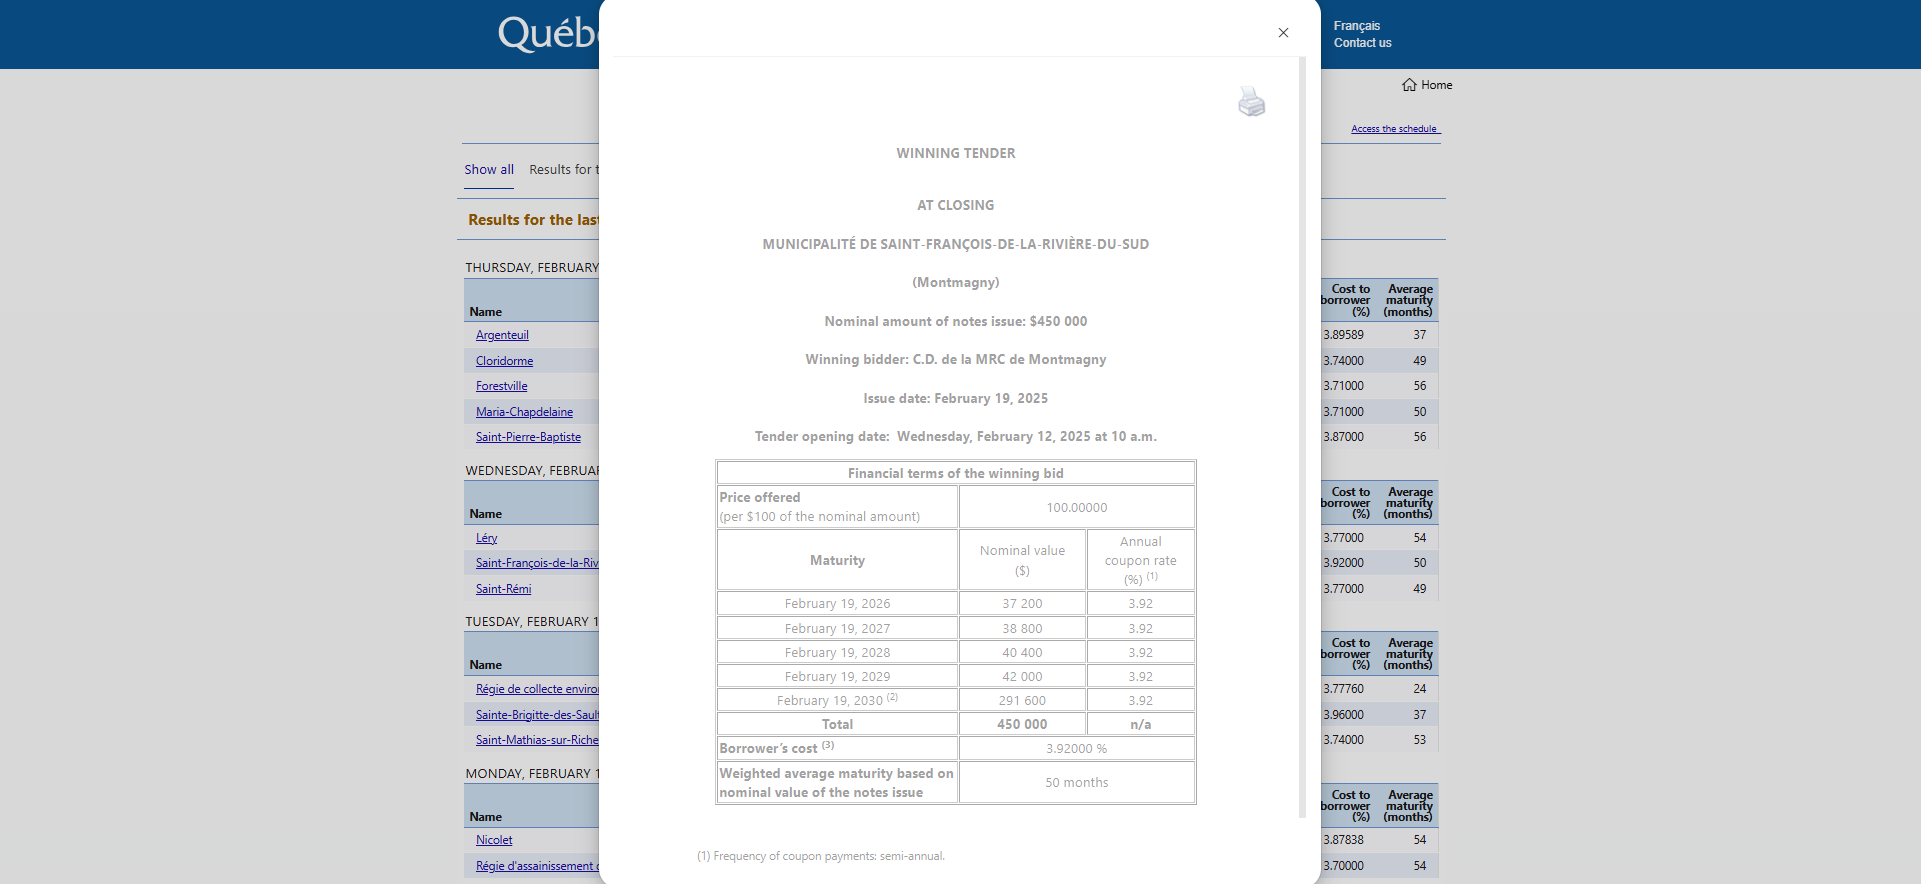 Québ
Français
Contact us
Home
Access the schedule
Show all Results for t
Results for the las
THURSDAY, FEBRUARY
Name Cost to borrower (%) Average maturity (months)
Argenteuil 3.89589 37
Cloridorme 3.74000 49
Forestville 3.71000 56
Maria-Chapdelaine 3.71000 50
Saint-Pierre-Baptiste 3.87000 56
WEDNESDAY, FEBRUA
Name Cost to borrower (%) Average maturity (months)
Léry 3.77000 54
Saint-François-de-la-Riv 3.92000 50
Saint-Rémi 3.77000 49
TUESDAY, FEBRUARY 1
Name Cost to borrower (%) Average maturity (months)
Régie de collecte enviro 3.77760 24
Sainte-Brigitte-des-Sault 3.96000 37
Saint-Mathias-sur-Riche 3.74000 53
MONDAY, FEBRUARY 1
Name Cost to borrower (%) Average maturity (months)
Nicolet 3.87838 54
Régie d'assainissement 3.70000 54
WINNING TENDER
AT CLOSING
MUNICIPALITÉ DE SAINT-FRANÇOIS-DE-LA-RIVIÈRE-DU-SUD
(Montmagny)
Nominal amount of notes issue: $450 000
Winning bidder: C.D. de la MRC de Montmagny
Issue date: February 19, 2025
Tender opening date: Wednesday, February 12, 2025 at 10 a.m.
Financial terms of the winning bid
Price offered
(per $100 of the nominal amount) 100.00000
Maturity Nominal value ($) Annual coupon rate (%) (1)
February 19, 2026 37 200 3.92
February 19, 2027 38 800 3.92
February 19, 2028 40 400 3.92
February 19, 2029 42 000 3.92
February 19, 2030 (2) 291 600 3.92
Total 450 000 n/a
Borrower’s cost (3) 3.92000 %
Weighted average maturity based on
nominal value of the notes issue 50 months
(1) Frequency of coupon payments: semi-annual.